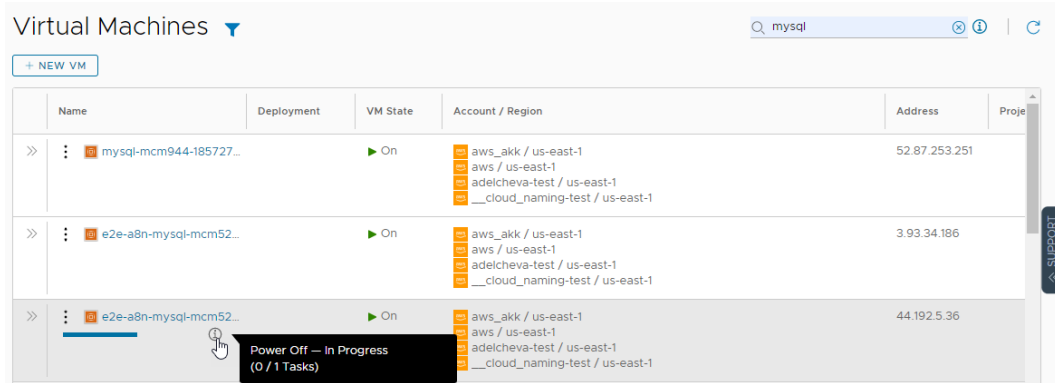 Virtual Machines
mysql
+ NEW VM
Name Deployment VM State Account / Region Address Proje
mysql-mcm944-185727... On aws_akk / us-east-1 52.87.253.251
aws / us-east-1
adelcheva-test / us-east-1
__cloud_naming-test / us-east-1
e2e-a8n-mysql-mcm52... On aws_akk / us-east-1 3.93.34.186
aws / us-east-1
adelcheva-test / us-east-1
__cloud_naming-test / us-east-1
e2e-a8n-mysql-mcm52... On aws_akk / us-east-1 44.192.5.36
aws / us-east-1
adelcheva-test / us-east-1
__cloud_naming-test / us-east-1
Power Off — In Progress
(0 / 1 Tasks)
SUPPORT